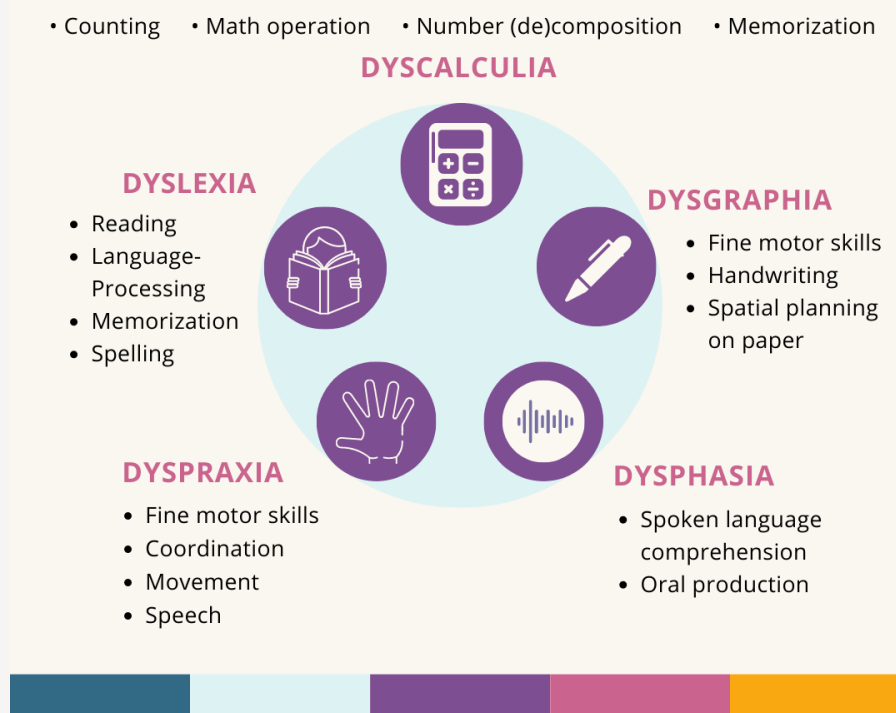 • Counting • Math operation • Number (de)composition • Memorization
DYSCALCULIA
DYSLEXIA
• Reading
• Language-
Processing
• Memorization
• Spelling
DYSGRAPHIA
• Fine motor skills
• Handwriting
• Spatial planning
on paper
DYSPRAXIA
• Fine motor skills
• Coordination
• Movement
• Speech
DYSPHASIA
• Spoken language
comprehension
• Oral production